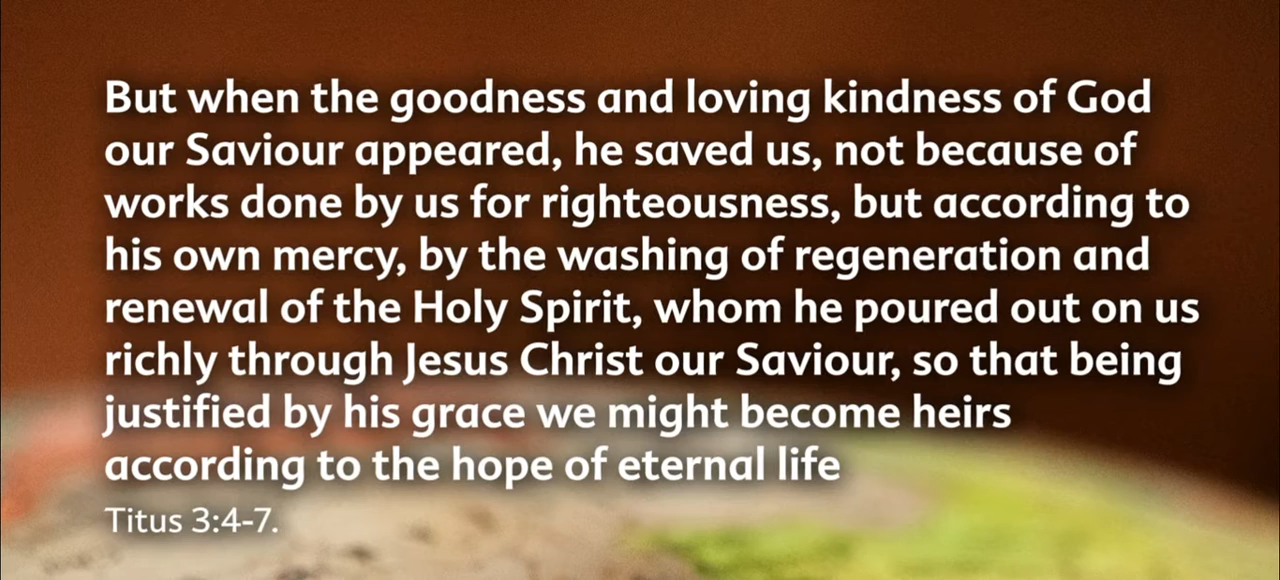 But when the goodness and loving kindness of God
our Saviour appeared, he saved us, not because of
works done by us for righteousness, but according to
his own mercy, by the washing of regeneration and
renewal of the Holy Spirit, whom he poured out on us
richly through Jesus Christ our Saviour, so that being
justified by his grace we might become heirs
according to the hope of eternal life
Titus 3:4-7.